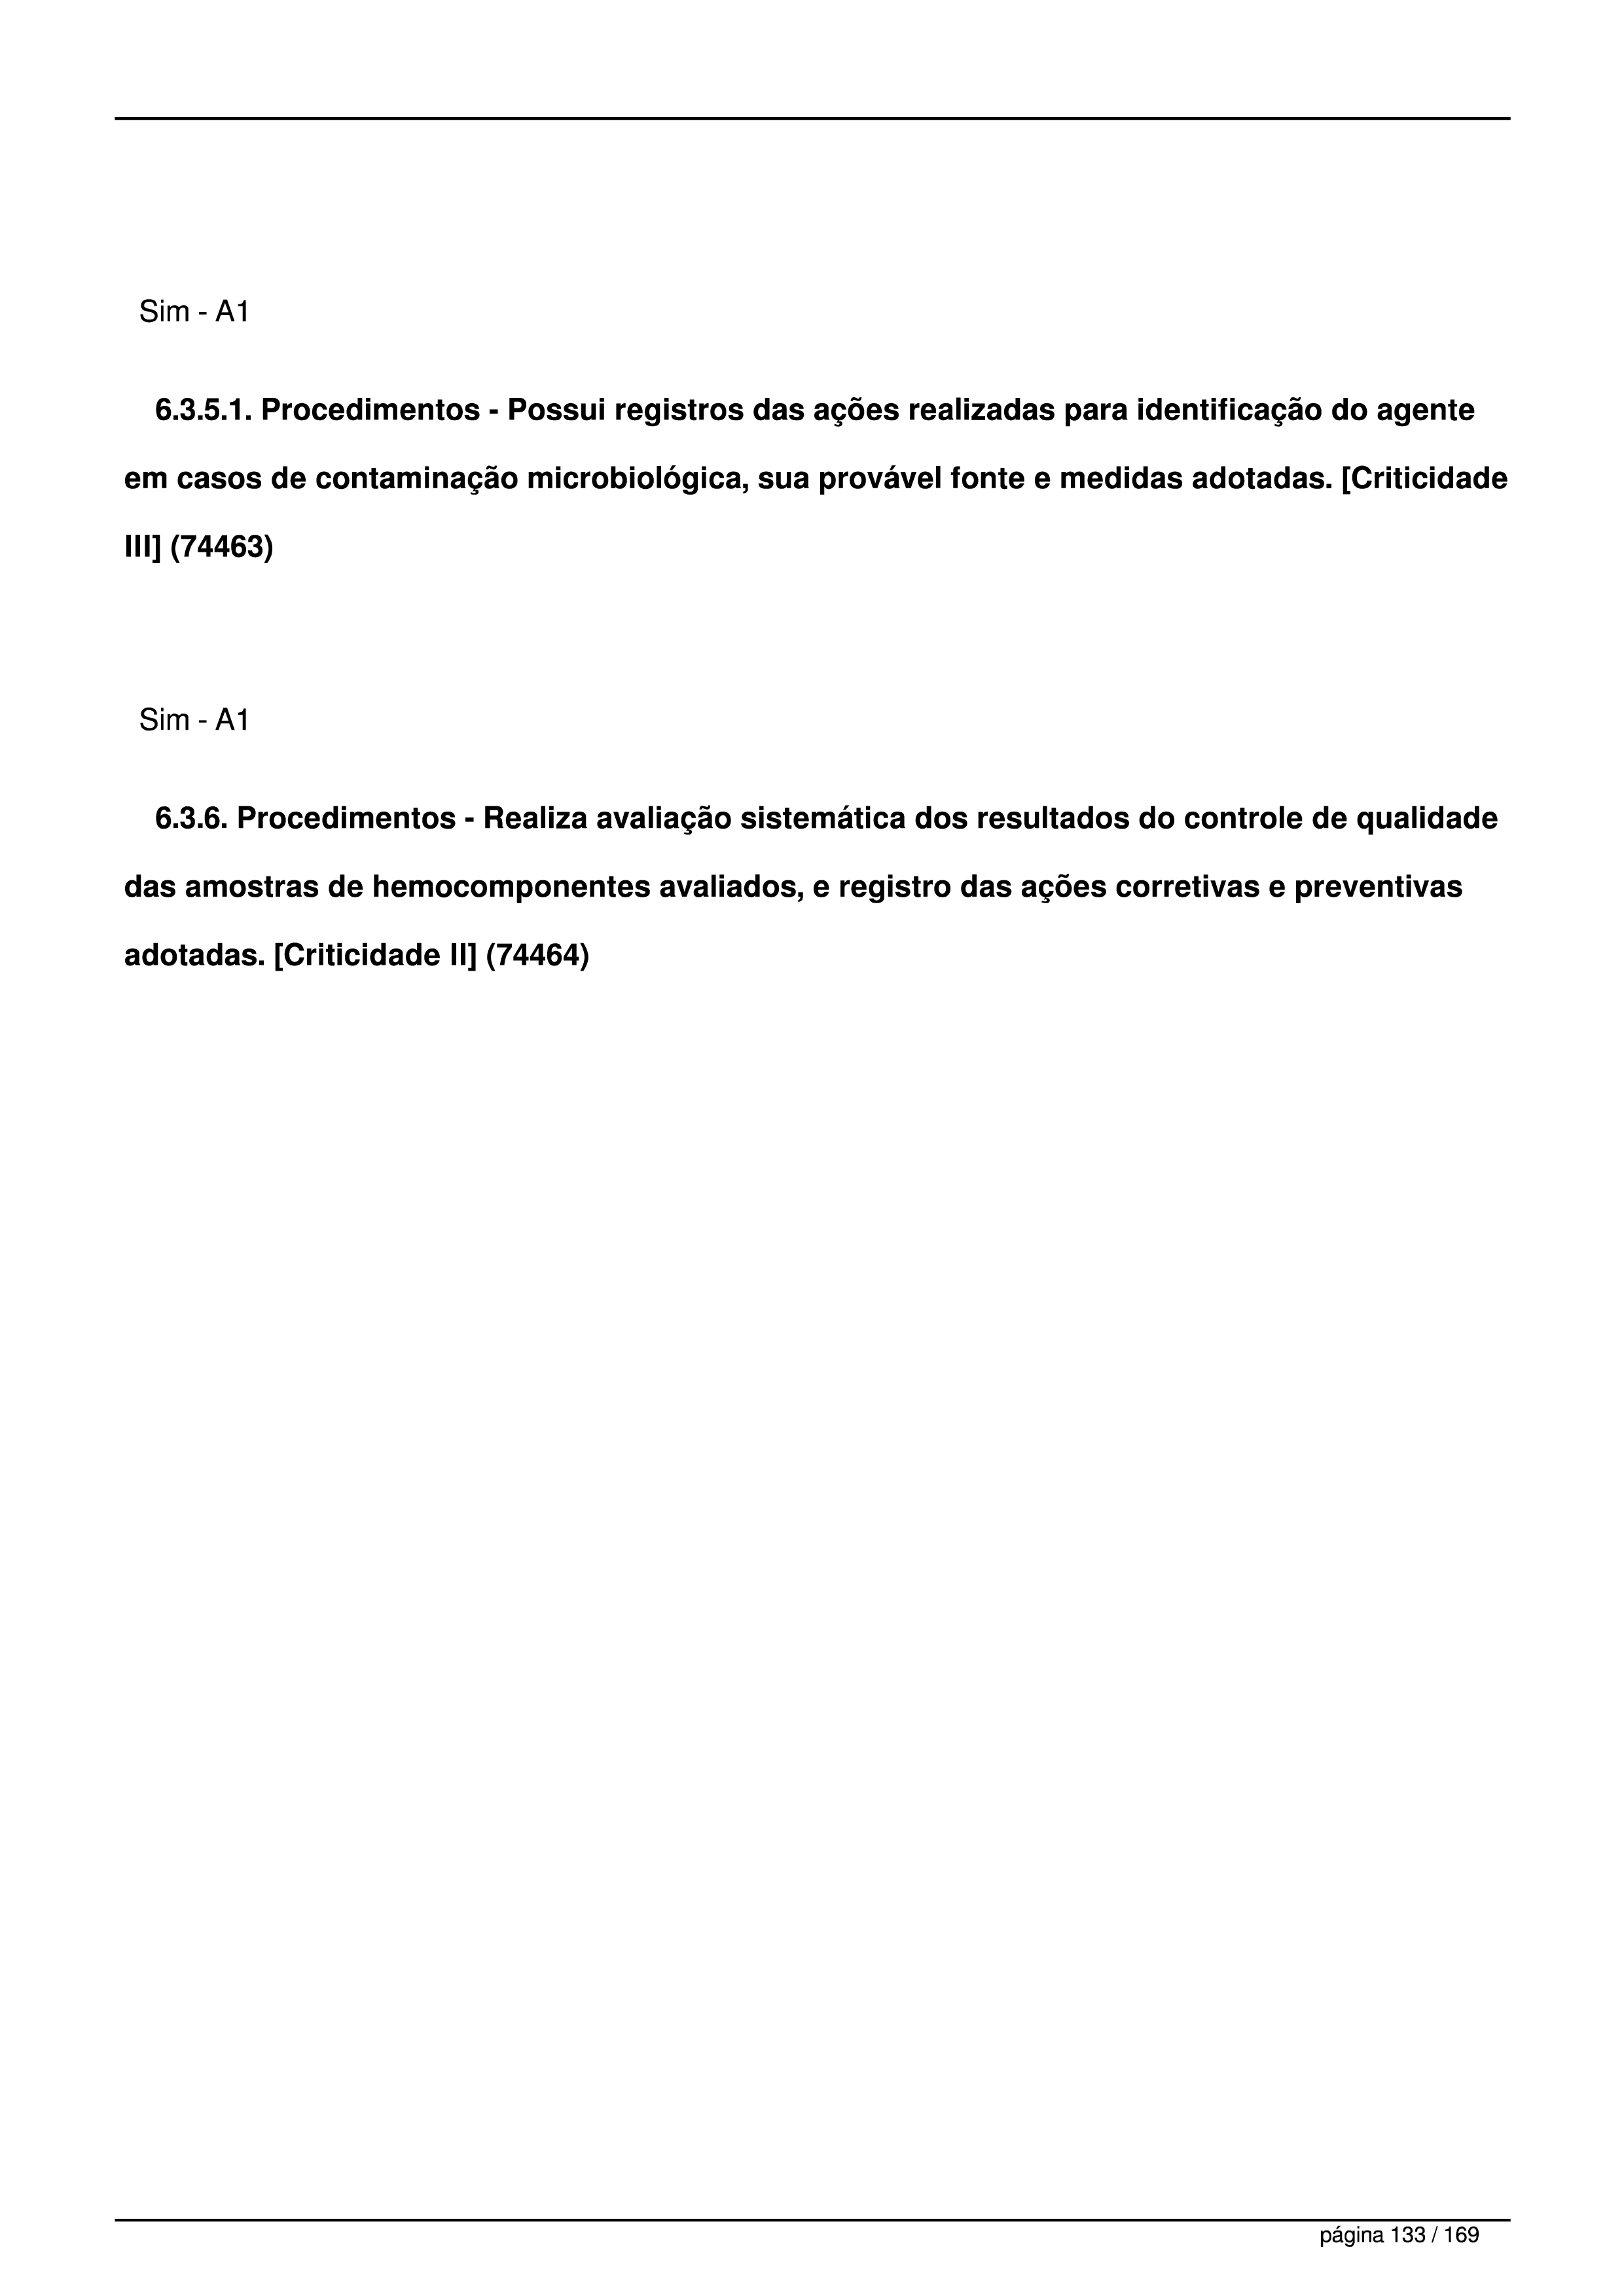 Sim - A1
6.3.5.1. Procedimentos - Possui registros das ações realizadas para identificação do agente
em casos de contaminação microbiológica, sua provável fonte e medidas adotadas. [Criticidade
III] (74463)
Sim - A1
6.3.6. Procedimentos - Realiza avaliação sistemática dos resultados do controle de qualidade
das amostras de hemocomponentes avaliados, e registro das ações corretivas e preventivas
adotadas. [Criticidade II] (74464)
página 133 / 169